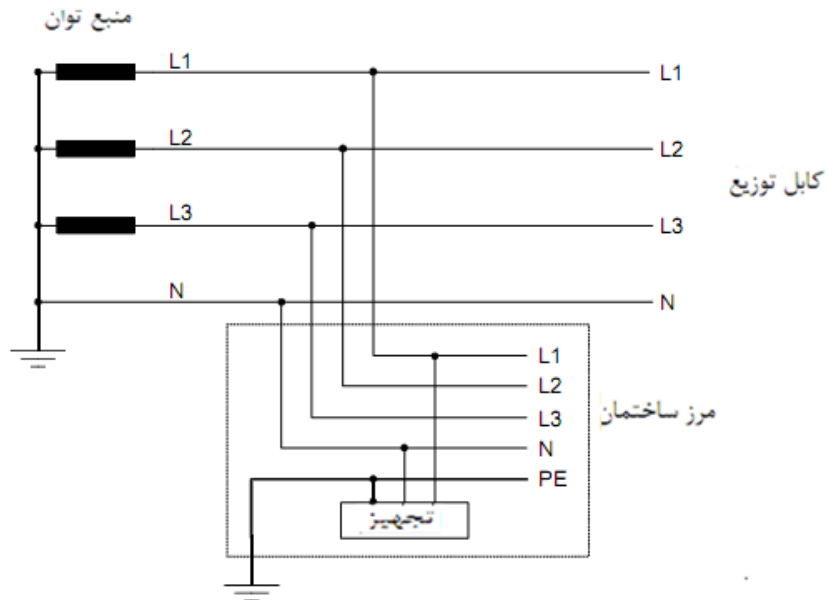 منبع توان
L1
L1
L2
L2
کابل توزیع
L3
L3
N
N
L1
L2
L3
مرز ساختمان
N
PE
تجهیز